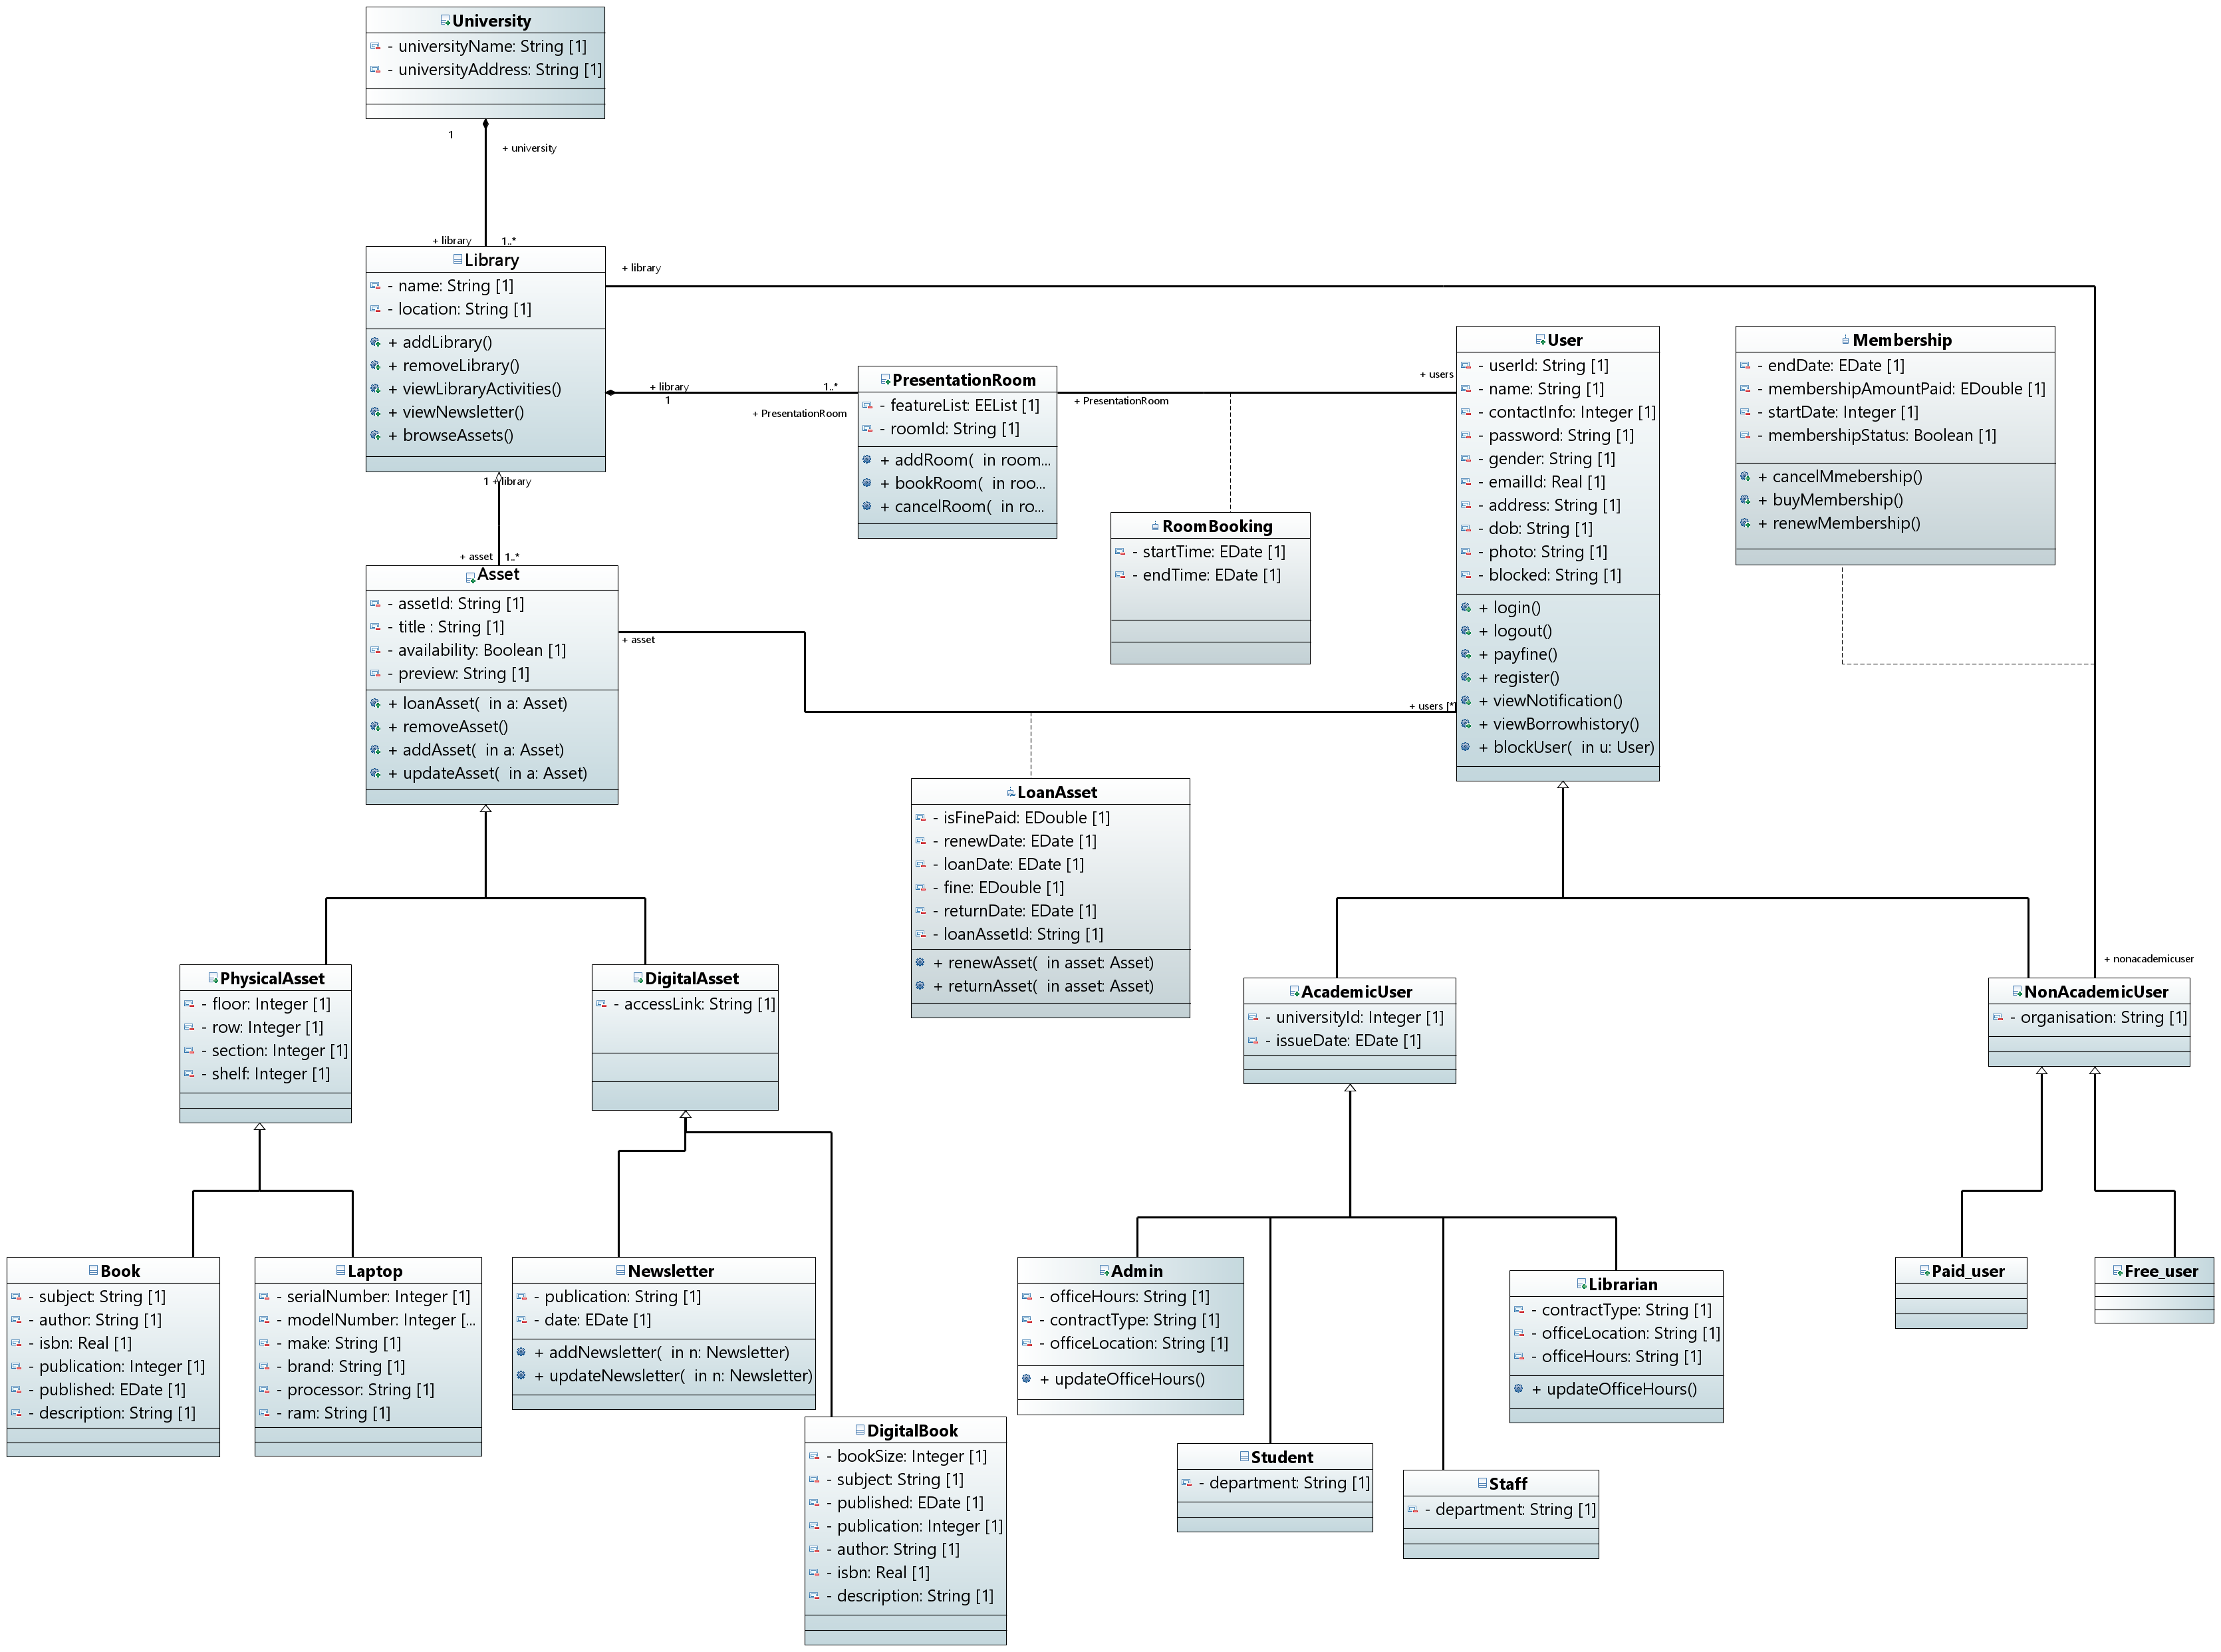 University
- universityName: String [1]
- universityAddress: String [1]
1
+ university
+ library
1..*
Library
- name: String [1]
- location: String [1]
+ addLibrary()
+ removeLibrary()
+ viewLibraryActivities()
+ viewNewsletter()
+ browseAssets()
+ library
+ library
1
1..*
+ PresentationRoom
PresentationRoom
- featureList: EEList [1]
- roomId: String [1]
+ addRoom( in room...
+ bookRoom( in roo...
+ cancelRoom( in ro...
+ PresentationRoom
+ users
RoomBooking
- startTime: EDate [1]
- endTime: EDate [1]
User
- userId: String [1]
- name: String [1]
- contactInfo: Integer [1]
- password: String [1]
- gender: String [1]
- emailId: Real [1]
- address: String [1]
- dob: String [1]
- photo: String [1]
- blocked: String [1]
+ login()
+ logout()
+ payfine()
+ register()
+ viewNotification()
+ viewBorrowhistory()
+ blockUser( in u: User)
Membership
- endDate: EDate [1]
- membershipAmountPaid: EDouble [1]
- startDate: Integer [1]
- membershipStatus: Boolean [1]
+ cancelMmebership()
+ buyMembership()
+ renewMembership()
1 + library
+ asset
1..*
Asset
- assetId: String [1]
- title : String [1]
- availability: Boolean [1]
- preview: String [1]
+ loanAsset( in a: Asset)
+ removeAsset()
+ addAsset( in a: Asset)
+ updateAsset( in a: Asset)
+ asset
+ users [*]
LoanAsset
- isFinePaid: EDouble [1]
- renewDate: EDate [1]
- loanDate: EDate [1]
- fine: EDouble [1]
- returnDate: EDate [1]
- loanAssetId: String [1]
+ renewAsset( in asset: Asset)
+ returnAsset( in asset: Asset)
+ nonacademicuser
PhysicalAsset
- floor: Integer [1]
- row: Integer [1]
- section: Integer [1]
- shelf: Integer [1]
DigitalAsset
- accessLink: String [1]
AcademicUser
- universityId: Integer [1]
- issueDate: EDate [1]
NonAcademicUser
- organisation: String [1]
Book
- subject: String [1]
- author: String [1]
- isbn: Real [1]
- publication: Integer [1]
- published: EDate [1]
- description: String [1]
Laptop
- serialNumber: Integer [1]
- modelNumber: Integer [...
- make: String [1]
- brand: String [1]
- processor: String [1]
- ram: String [1]
Newsletter
- publication: String [1]
- date: EDate [1]
+ addNewsletter( in n: Newsletter)
+ updateNewsletter( in n: Newsletter)
DigitalBook
- bookSize: Integer [1]
- subject: String [1]
- published: EDate [1]
- publication: Integer [1]
- author: String [1]
- isbn: Real [1]
- description: String [1]
Admin
- officeHours: String [1]
- contractType: String [1]
- officeLocation: String [1]
+ updateOfficeHours()
Student
- department: String [1]
Staff
- department: String [1]
Librarian
- contractType: String [1]
- officeLocation: String [1]
- officeHours: String [1]
+ updateOfficeHours()
Paid_user
Free_user